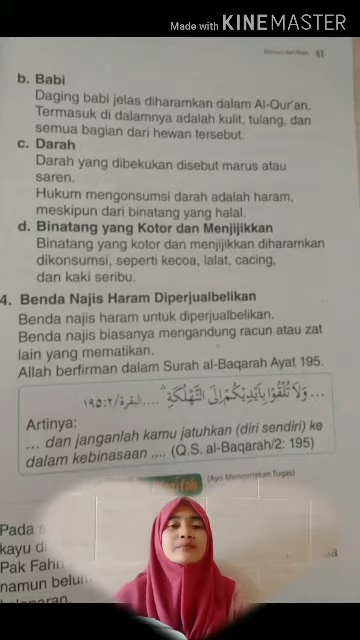 Made with KINEMASTER
61
b. Babi
Daging babi jelas diharamkan dalam Al-Qur'an.
Termasuk di dalamnya adalah kulit, tulang, dan
semua bagian dari hewan tersebut.
c. Darah
Darah yang dibekukan disebut marus atau
saren.
Hukum mengonsumsi darah adalah haram,
meskipun dari binatang yang halal.
d. Binatang yang Kotor dan Menjijikkan
Binatang yang kotor dan menjijikkan diharamkan
dikonsumsi, seperti kecoa, lalat, cacing,
dan kaki seribu.
4. Benda Najis Haram Diperjualbelikan
Benda najis haram untuk diperjualbelikan.
Benda najis biasanya mengandung racun atau zat
lain yang mematikan.
Allah berfirman dalam Surah al-Baqarah Ayat 195.
... وَلَا تُلْقُوْا بِاَيْدِيْكُمْ اِلَى التَّهْلُكَةِ ۛ .... البقرة/٢: ١٩٥
Artinya:
... dan janganlah kamu jatuhkan (diri sendiri) ke
dalam kebinasaan .... (Q.S. al-Baqarah/2: 195)
(Ayo Mengerjakan Tugas)
Pada
kayu di
Pak Fahr
namun belum